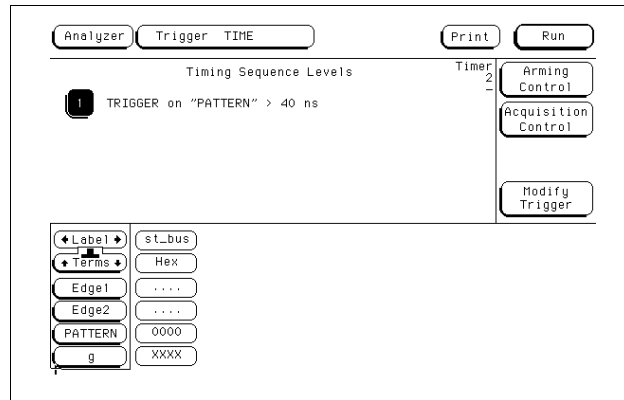 Analyzer Trigger TIME Print Run
Timing Sequence Levels
Timer
2
-
Arming
Control
1 TRIGGER on "PATTERN" > 40 ns
Acquisition
Control
Modify
Trigger
Label st_bus
Terms Hex
Edge1 ....
Edge2 ....
PATTERN 0000
g XXXX